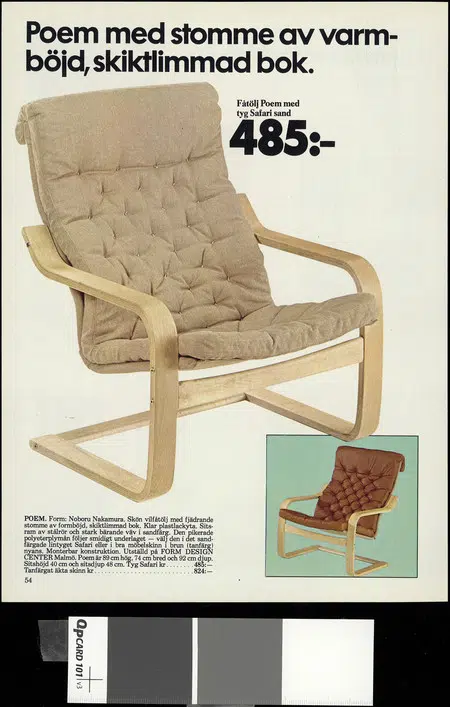 Poem med stomme av varm-
böjd, skiktlimmad bok.
Fåtölj Poem med
tyg Safari sand
485:-
POEM. Form: Noboru Nakamura. Skön vilfåtölj med fjädrande
stomme av formböjd, skiktlimmad bok. Klar plastlackyta. Sits-
ram av stålrör och stark bärande väv i sandfärg. Den pikerade
polyesterplymån följer smidigt underlaget – välj den i det sand-
färgade lintyget Safari eller i bra möbelskinn i brun (tanfärg)
nyans. Monterbar konstruktion. Utställd på FORM DESIGN
CENTER Malmö. Poem är 89 cm hög, 74 cm bred och 92 cm djup.
Sitshöjd 40 cm och sitsdjup 48 cm. Tyg Safari kr ........ 485:–
Tanfärgat äkta skinn kr ........................ 824:–
54
QPCARD 101 v3